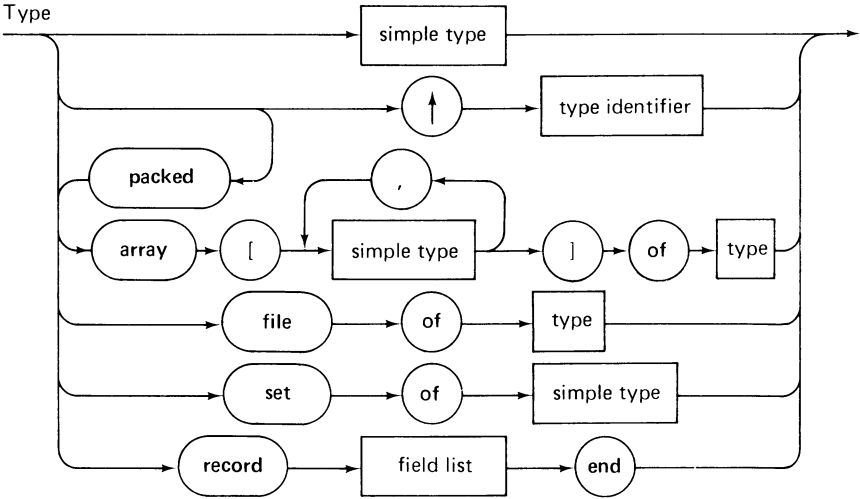 Type
simple type
↑ type identifier
packed
,
array [ simple type ] of type
file of type
set of simple type
record field list end